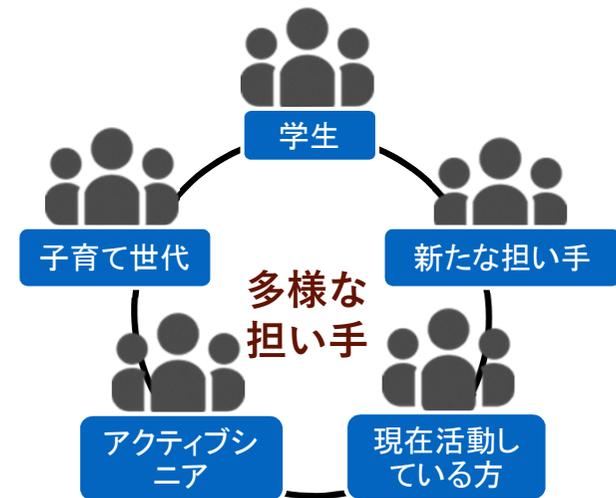 学生
子育て世代
新たな担い手
多様な
担い手
アクティブシ
ニア
現在活動し
ている方